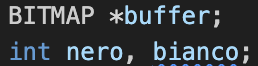 BITMAP *buffer;
int nero, bianco;